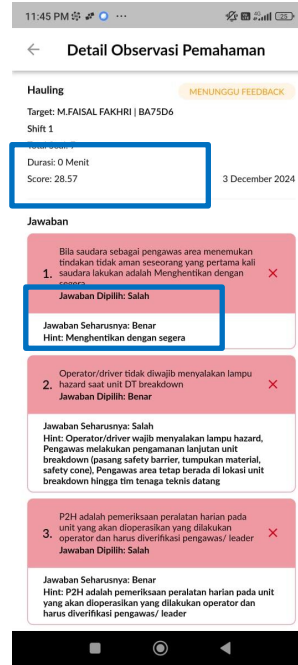 11:45 PM
25
Detail Observasi Pemahaman
Hauling
MENUNGGU FEEDBACK
Target: M.FAISAL FAKHRI | BA75D6
Shift 1
Durasi: 0 Menit
Score: 28.57
3 December 2024
Jawaban
Bila saudara sebagai pengawas area menemukan
tindakan tidak aman seseorang yang pertama kali
1. saudara lakukan adalah Menghentikan dengan
segera
Jawaban Dipilih: Salah
Jawaban Seharusnya: Benar
Hint: Menghentikan dengan segera
Operator/driver tidak diwajib menyalakan lampu
2. hazard saat unit DT breakdown
Jawaban Dipilih: Benar
Jawaban Seharusnya: Salah
Hint: Operator/driver wajib menyalakan lampu hazard,
Pengawas melakukan pengamanan lanjutan unit
breakdown (pasang safety barrier, tumpukan material,
safety cone), Pengawas area tetap berada di lokasi unit
breakdown hingga tim tenaga teknis datang
P2H adalah pemeriksaan peralatan harian pada
unit yang akan dioperasikan yang dilakukan
3. operator dan harus diverifikasi pengawas/ leader
Jawaban Dipilih: Salah
Jawaban Seharusnya: Benar
Hint: P2H adalah pemeriksaan peralatan harian pada unit
yang akan dioperasikan yang dilakukan operator dan
harus diverifikasi pengawas/ leader